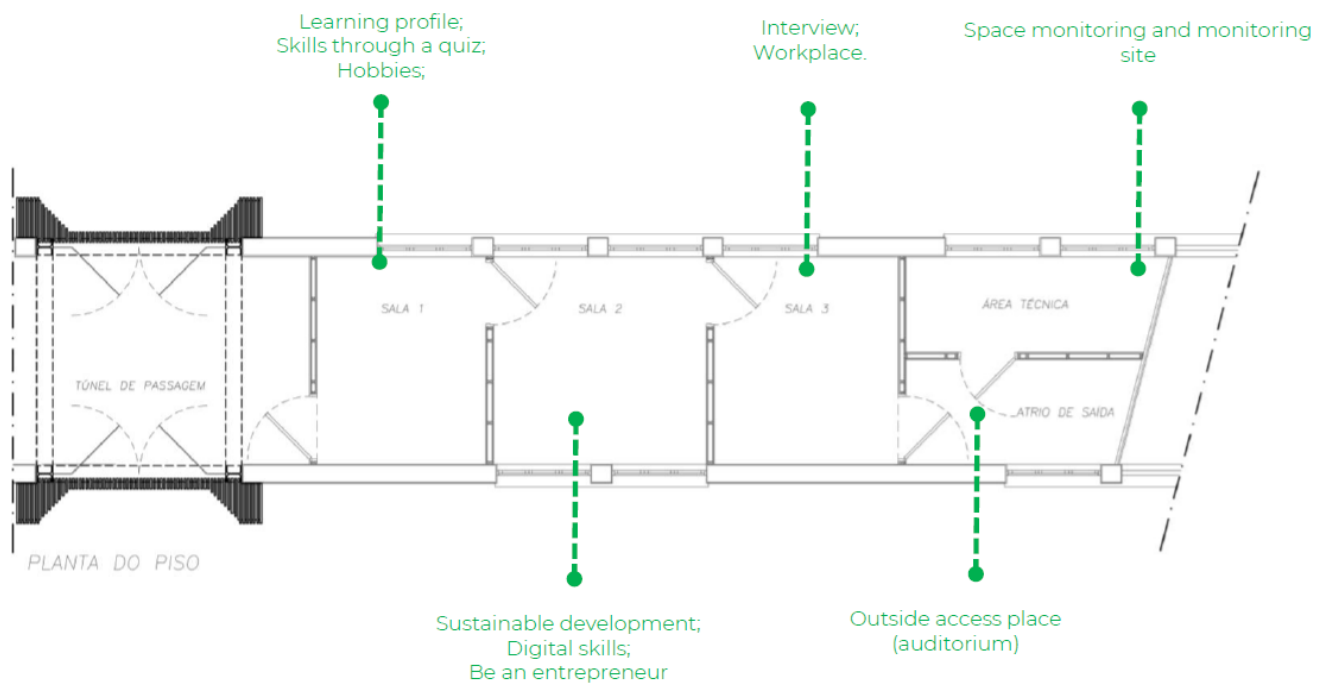 Learning profile;
Skills through a quiz;
Hobbies;
Interview;
Workplace.
Space monitoring and monitoring
site
SALA 1
SALA 2
SALA 3
ÁREA TÉCNICA
TÚNEL DE PASSAGEM
ATRIO DE SAÍDA
PLANTA DO PISO
Sustainable development;
Digital skills;
Be an entrepreneur
Outside access place
(auditorium)